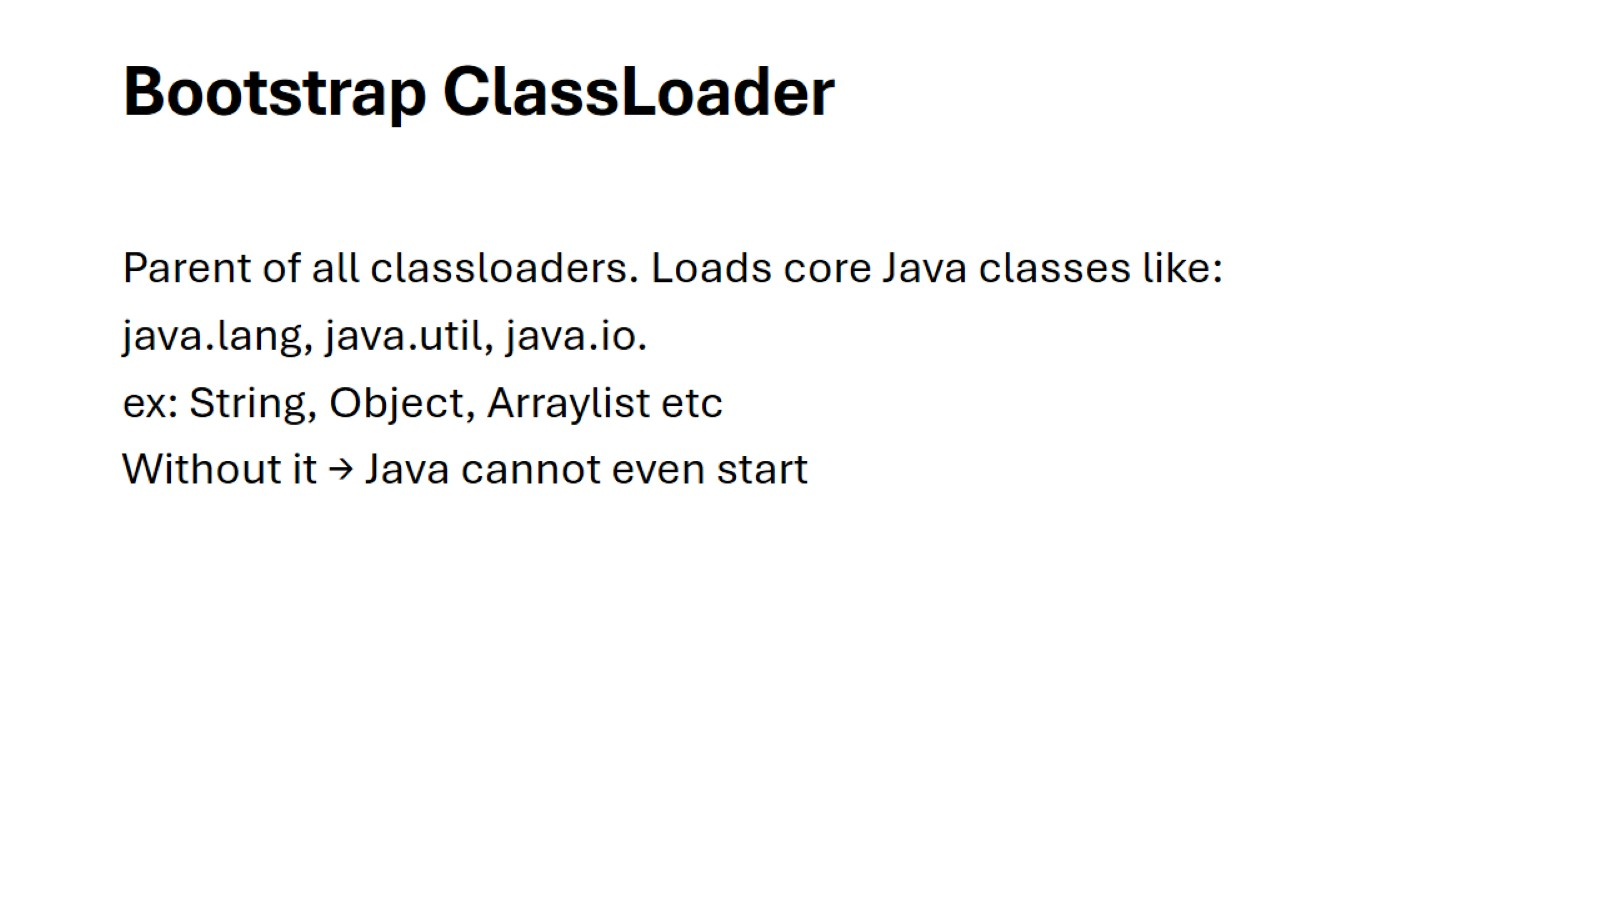 Bootstrap ClassLoader
Parent of all classloaders. Loads core Java classes like:
java.lang, java.util, java.io.
ex: String, Object, Arraylist etc
Without it → Java cannot even start